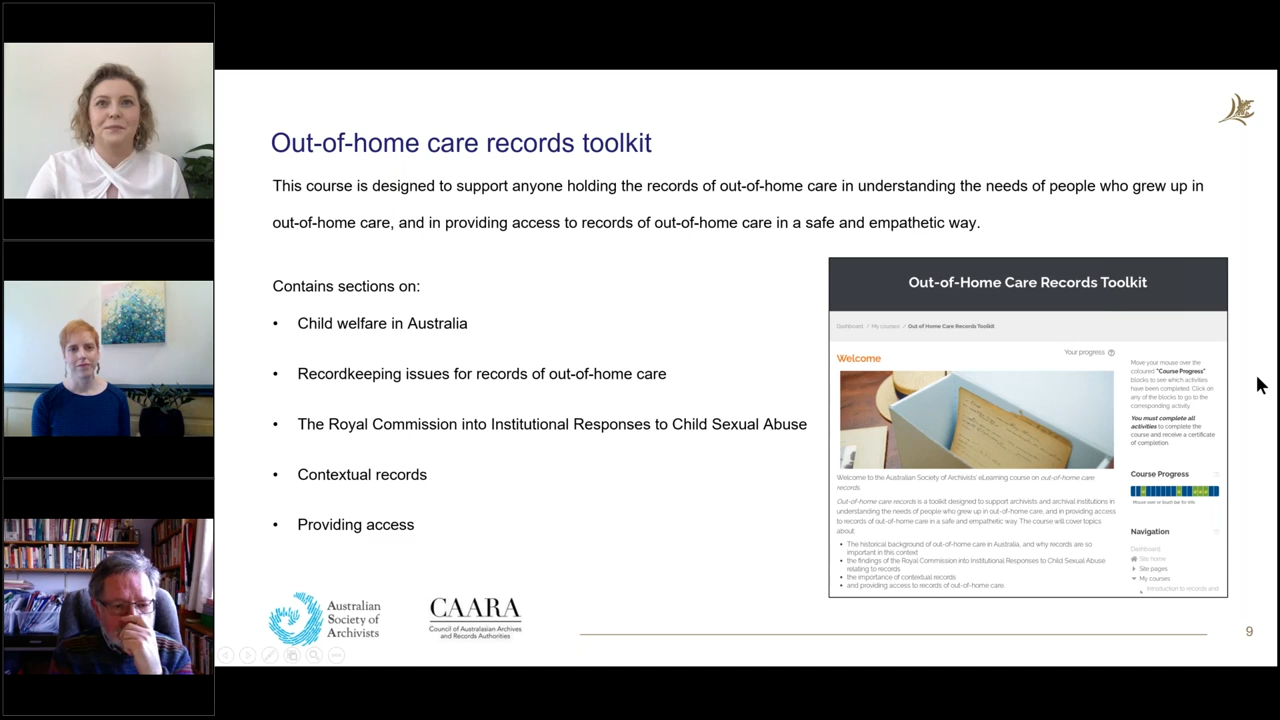 Out-of-home care records toolkit
This course is designed to support anyone holding the records of out-of-home care in understanding the needs of people who grew up in
out-of-home care, and in providing access to records of out-of-home care in a safe and empathetic way.
Contains sections on:
• Child welfare in Australia
• Recordkeeping issues for records of out-of-home care
• The Royal Commission into Institutional Responses to Child Sexual Abuse
• Contextual records
• Providing access
Out-of-Home Care Records Toolkit
Dashboard / My courses / Out of Home Care Records Toolkit
Your progress
Welcome
Welcome to the Australian Society of Archivists' eLearning course on out-of-home care
records.
Out-of-home care records is a toolkit designed to support archivists and archival institutions in
understanding the needs of people who grew up in out-of-home care, and in providing access
to records of out-of-home care in a safe and empathetic way. The course will cover topics
about:
• The historical background of out-of-home care in Australia, and why records are so
important in this context
• the findings of the Royal Commission into Institutional Responses to Child Sexual Abuse
relating to records
• the importance of contextual records
• and providing access to records of out-of-home care.
Move your mouse over the
coloured "Course Progress"
blocks to see which activities
have been completed. Click on
any of the blocks to go to the
corresponding activity.
You must complete all
activities to complete the
course and receive a certificate
of completion.
Course Progress
Mouse over or touch bar for info.
Navigation
Dashboard
Site home
Site pages
My courses
Introduction to records and
Australian
Society of
Archivists
CAARA
Council of Australasian Archives
and Records Authorities
9